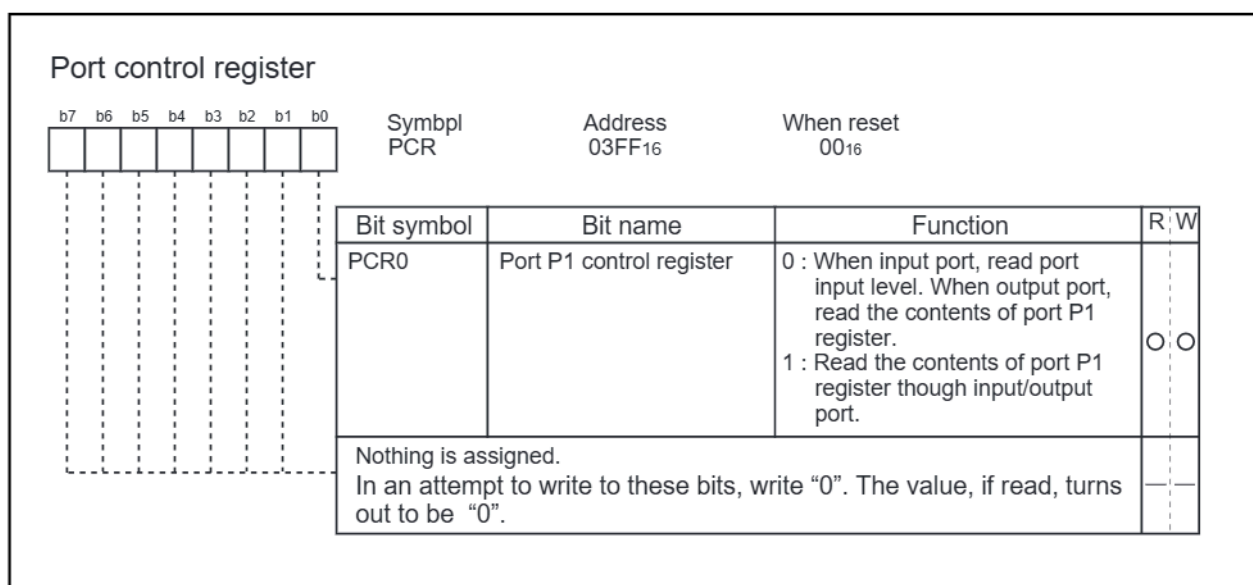 Port control register
b7 b6 b5 b4 b3 b2 b1 b0
Symbpl Address When reset
PCR 03FF16 0016
Bit symbol Bit name Function R W
PCR0 Port P1 control register 0 : When input port, read port
input level. When output port,
read the contents of port P1
register.
1 : Read the contents of port P1
register though input/output
port.
Nothing is assigned.
In an attempt to write to these bits, write “0”. The value, if read, turns
out to be “0”.